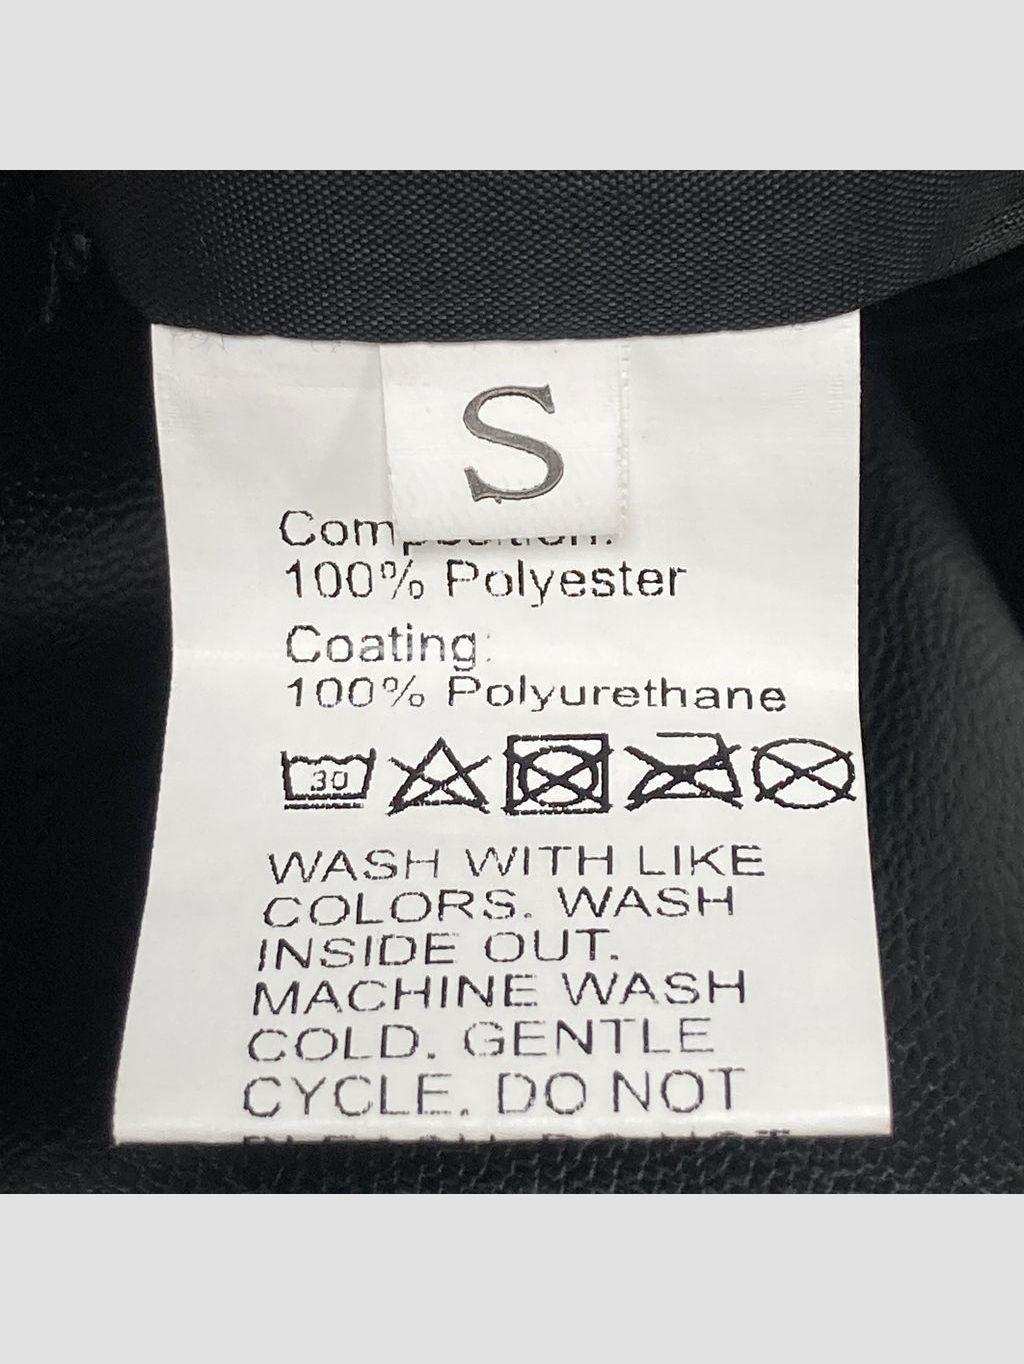 S
100% Polyester
Coating:
100% Polyurethane
30
WASH WITH LIKE
COLORS. WASH
INSIDE OUT.
MACHINE WASH
COLD. GENTLE
CYCLE. DO NOT